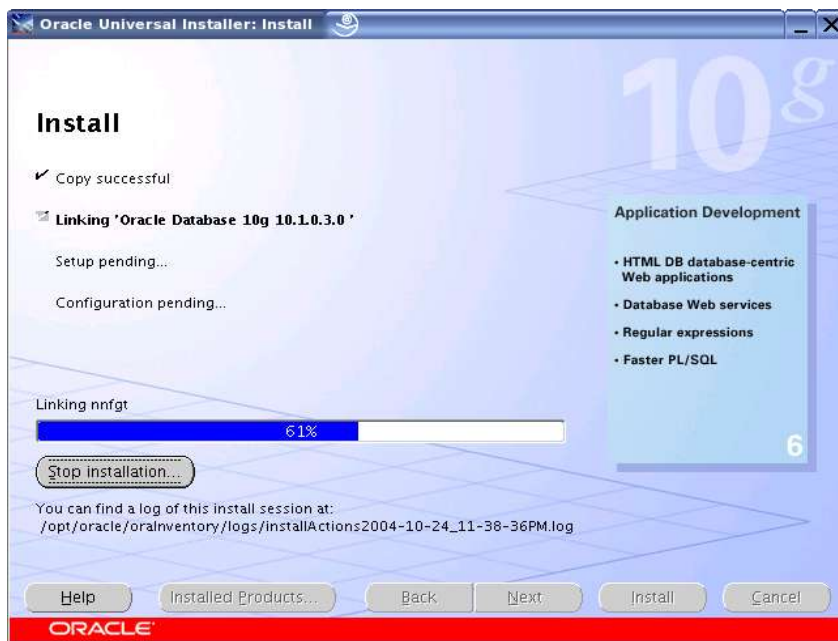 Oracle Universal Installer: Install
10g
Install
Copy successful
Linking 'Oracle Database 10g 10.1.0.3.0 '
Setup pending...
Configuration pending...
Application Development
• HTML DB database-centric
Web applications
• Database Web services
• Regular expressions
• Faster PL/SQL
6
Linking nnfgt
61%
Stop installation...
You can find a log of this install session at:
/opt/oracle/oraInventory/logs/installActions2004-10-24_11-38-36PM.log
Help
Installed Products...
Back
Next
Install
Cancel
ORACLE